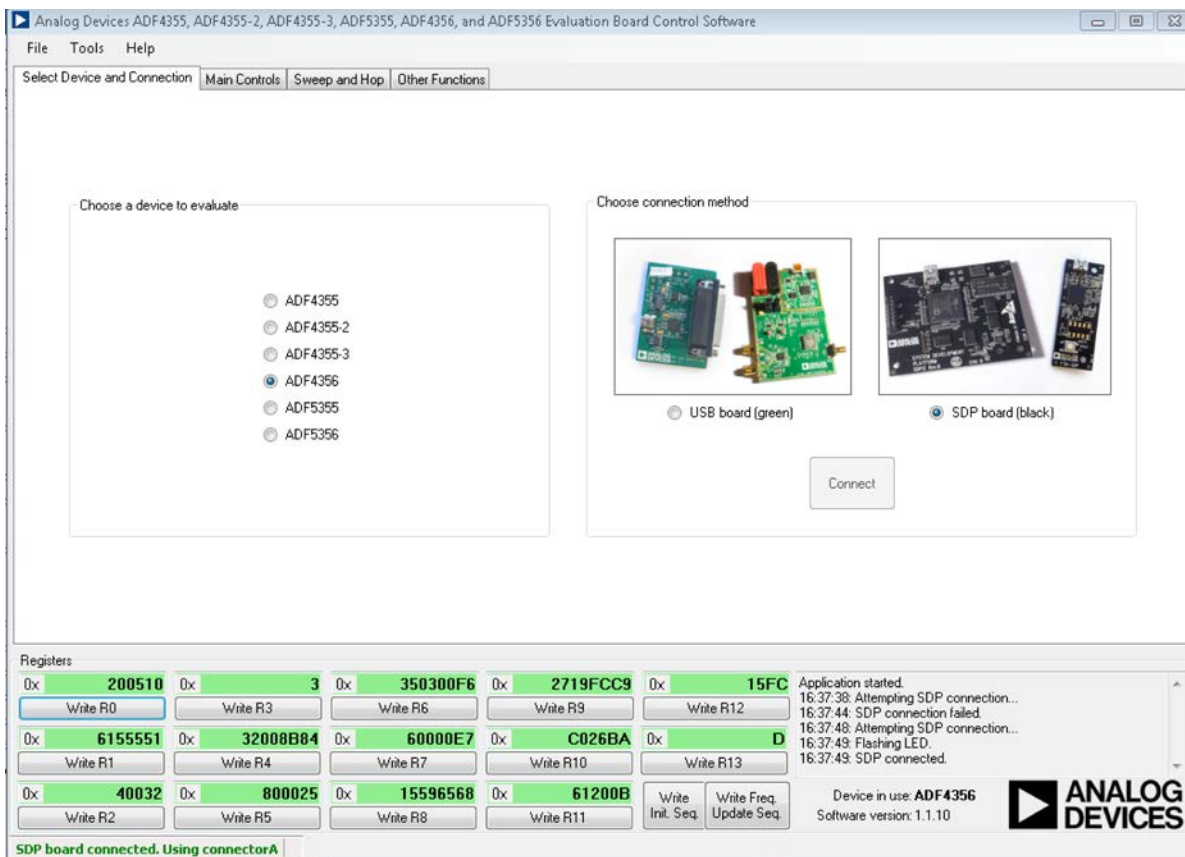 Analog Devices ADF4355, ADF4355-2, ADF4355-3, ADF5355, ADF4356, and ADF5356 Evaluation Board Control Software
File Tools Help
Select Device and Connection Main Controls Sweep and Hop Other Functions
Choose a device to evaluate
ADF4355
ADF4355-2
ADF4355-3
ADF4356
ADF5355
ADF5356
Choose connection method
ANALOG DEVICES
SYSTEM DEVELOPMENT
PLATFORM
USB board (green) SDP board (black)
Connect
Registers
0x 200510 0x 3 0x 350300F6 0x 2719FCC9 0x 15FC
Write R0 Write R3 Write R6 Write R9 Write R12
0x 6155551 0x 32008B84 0x 60000E7 0x C026BA 0x D
Write R1 Write R4 Write R7 Write R10 Write R13
0x 40032 0x 800025 0x 15596568 0x 61200B
Write R2 Write R5 Write R8 Write R11
Write Init. Seq.
Write Freq. Update Seq.
Application started.
16:37:38: Attempting SDP connection...
16:37:44: SDP connection failed.
16:37:48: Attempting SDP connection...
16:37:49: Flashing LED.
16:37:49: SDP connected.
Device in use: ADF4356
Software version: 1.1.10
ANALOG
DEVICES
SDP board connected. Using connectorA